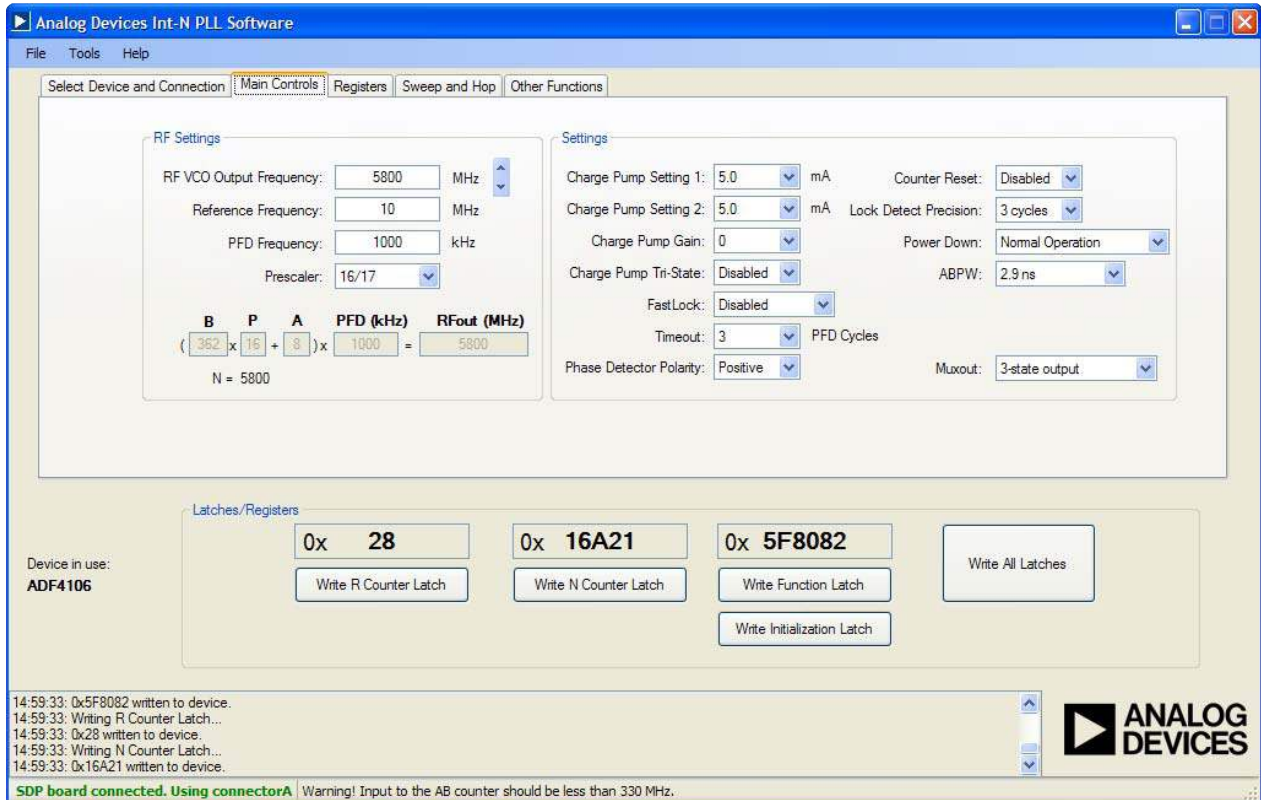 Analog Devices Int-N PLL Software
File Tools Help
Select Device and Connection Main Controls Registers Sweep and Hop Other Functions
RF Settings
RF VCO Output Frequency: 5800 MHz
Reference Frequency: 10 MHz
PFD Frequency: 1000 kHz
Prescaler: 16/17
B P A PFD (kHz) RFout (MHz)
( 362 x 16 + 8 ) x 1000 = 5800
N = 5800
Settings
Charge Pump Setting 1: 5.0 mA
Charge Pump Setting 2: 5.0 mA
Charge Pump Gain: 0
Charge Pump Tri-State: Disabled
FastLock: Disabled
Timeout: 3 PFD Cycles
Phase Detector Polarity: Positive
Counter Reset: Disabled
Lock Detect Precision: 3 cycles
Power Down: Normal Operation
ABPW: 2.9 ns
Muxout: 3-state output
Latches/Registers
0x 28 0x 16A21 0x 5F8082
Write R Counter Latch Write N Counter Latch Write Function Latch
Write Initialization Latch
Write All Latches
Device in use:
ADF4106
14:59:33: 0x5F8082 written to device.
14:59:33: Writing R Counter Latch...
14:59:33: 0x28 written to device.
14:59:33: Writing N Counter Latch...
14:59:33: 0x16A21 written to device.
ANALOG
DEVICES
SDP board connected. Using connectorA Warning! Input to the AB counter should be less than 330 MHz.